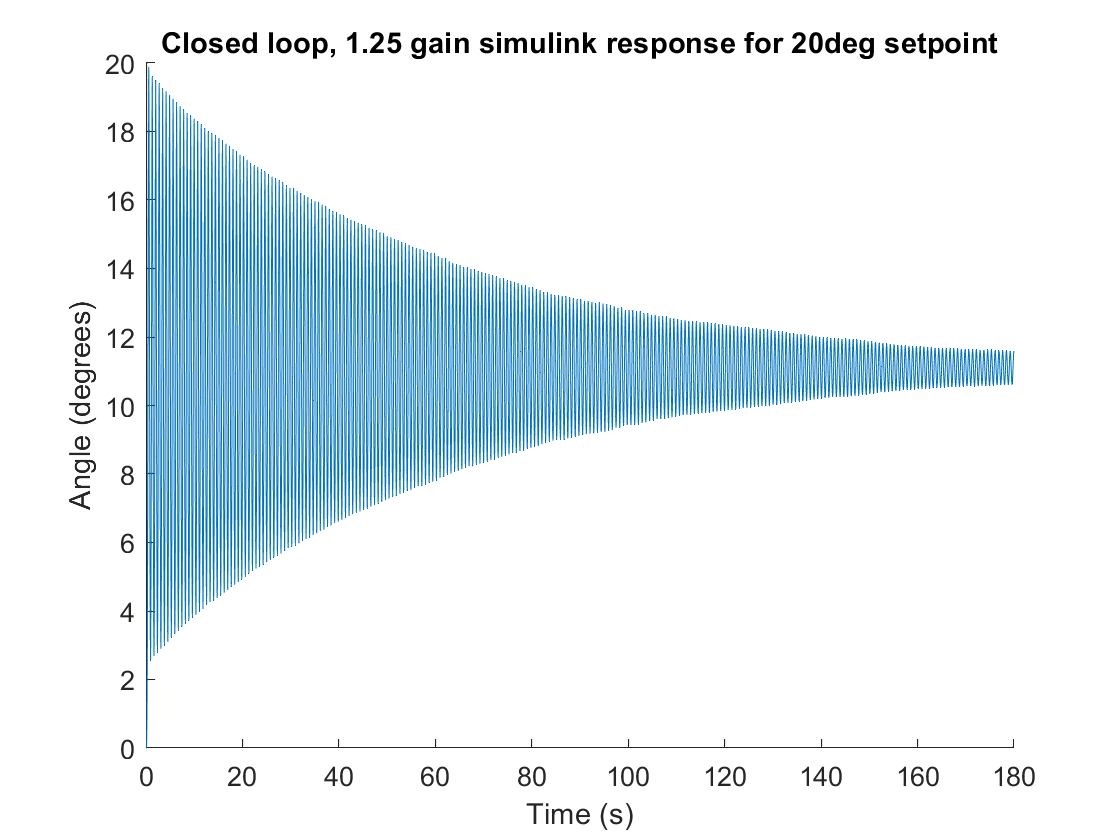 Closed loop, 1.25 gain simulink response for 20deg setpoint
20
18
16
14
12
10
8
6
4
2
0
Angle (degrees)
0 20 40 60 80 100 120 140 160 180
Time (s)